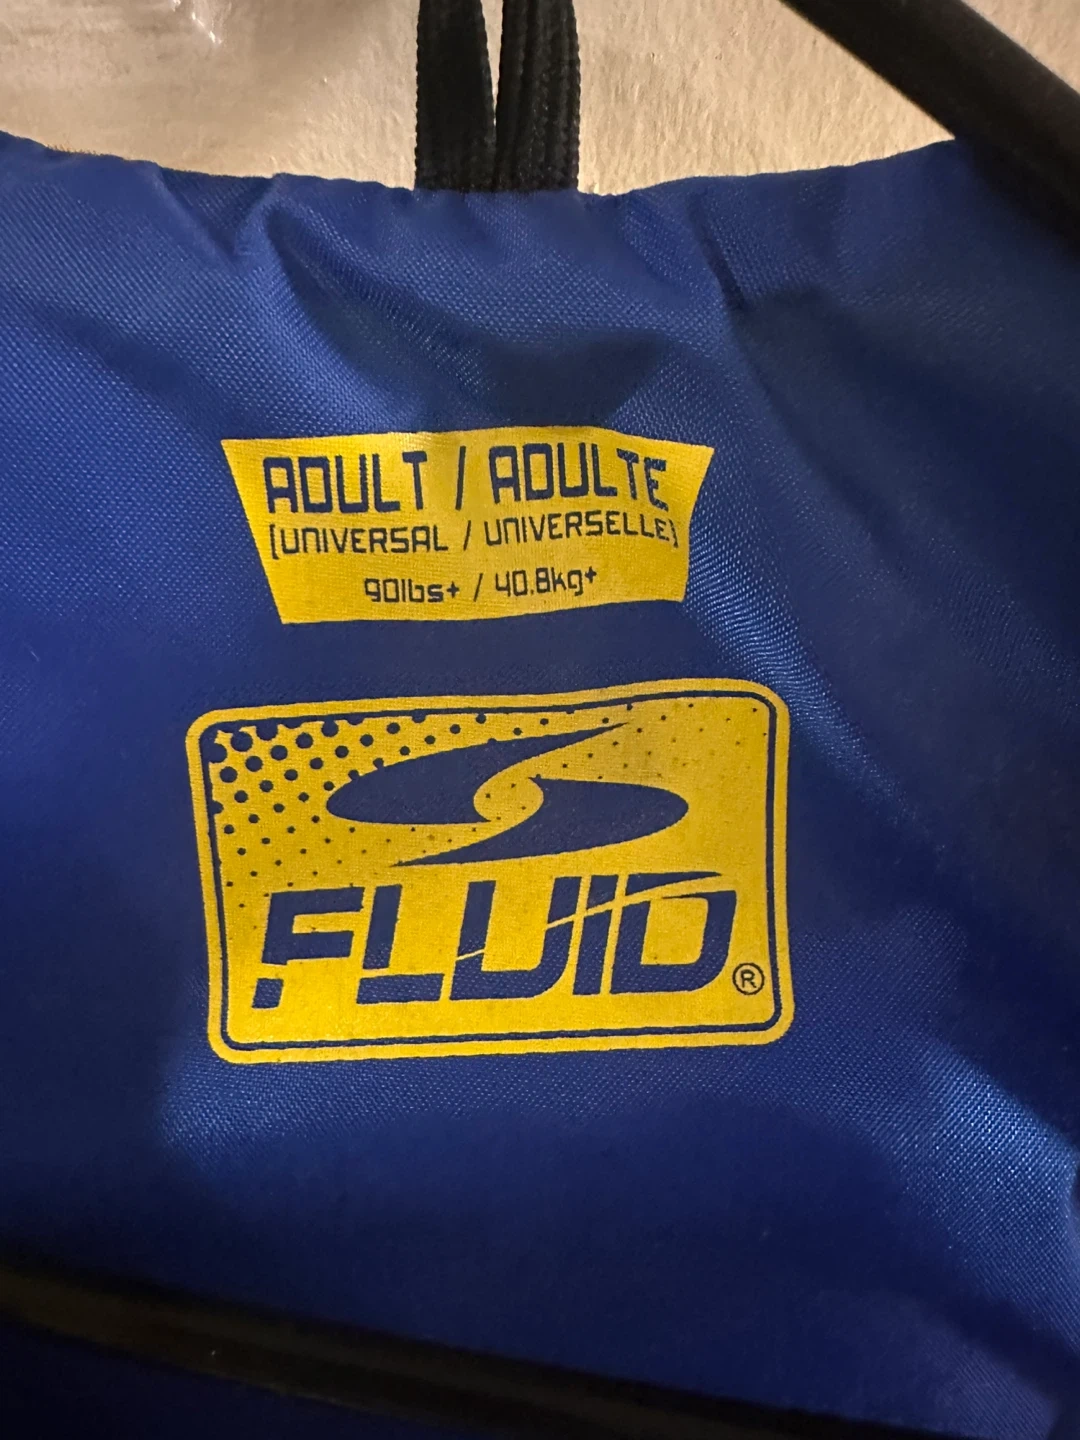 ADULT / ADULTE
[UNIVERSAL / UNIVERSELLE]
90lbs+ / 40.8kg+
FLUID®